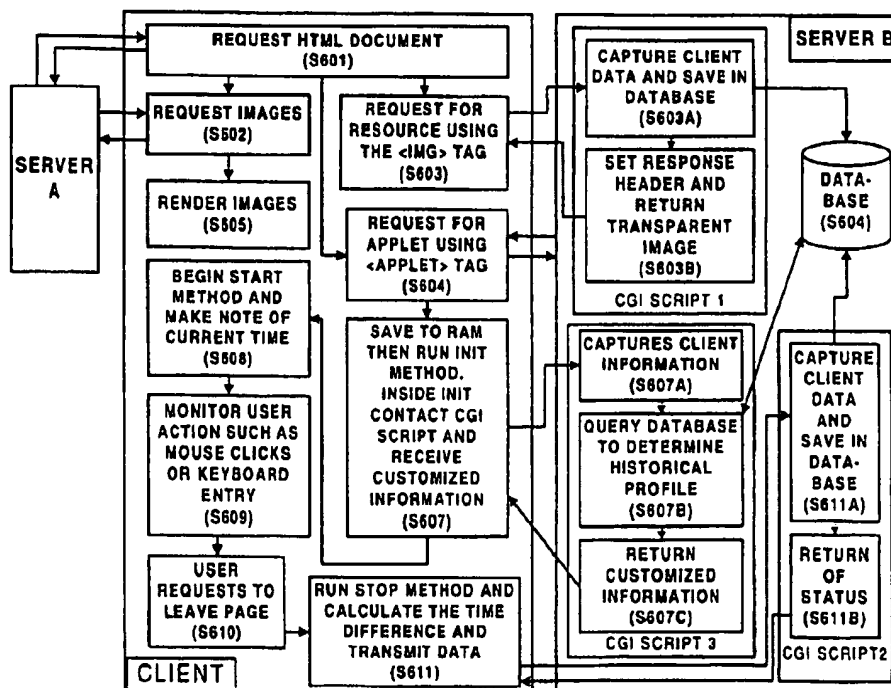 REQUEST HTML DOCUMENT
(S601)
SERVER
A
REQUEST IMAGES
(S602)
RENDER IMAGES
(S605)
REQUEST FOR
RESOURCE USING
THE <IMG> TAG
(S603)
REQUEST FOR
APPLET USING
<APPLET> TAG
(S604)
BEGIN START
METHOD AND
MAKE NOTE OF
CURRENT TIME
(S608)
MONITOR USER
ACTION SUCH AS
MOUSE CLICKS
OR KEYBOARD
ENTRY
(S609)
USER
REQUESTS TO
LEAVE PAGE
(S610)
SAVE TO RAM
THEN RUN INIT
METHOD.
INSIDE INIT
CONTACT CGI
SCRIPT AND
RECEIVE
CUSTOMIZED
INFORMATION
(S607)
RUN STOP METHOD AND
CALCULATE THE TIME
DIFFERENCE AND
TRANSMIT DATA
(S611)
CLIENT
SERVER B
CAPTURE CLIENT
DATA AND SAVE IN
DATABASE
(S603A)
SET RESPONSE
HEADER AND
RETURN
TRANSPARENT
IMAGE
(S603B)
CGI SCRIPT 1
DATA-
BASE
(S604)
CAPTURES CLIENT
INFORMATION
(S607A)
QUERY DATABASE
TO DETERMINE
HISTORICAL
PROFILE
(S607B)
RETURN
CUSTOMIZED
INFORMATION
(S607C)
CGI SCRIPT 3
CAPTURE
CLIENT
DATA
AND
SAVE IN
DATA-
BASE
(S611A)
RETURN
OF
STATUS
(S611B)
CGI SCRIPT2